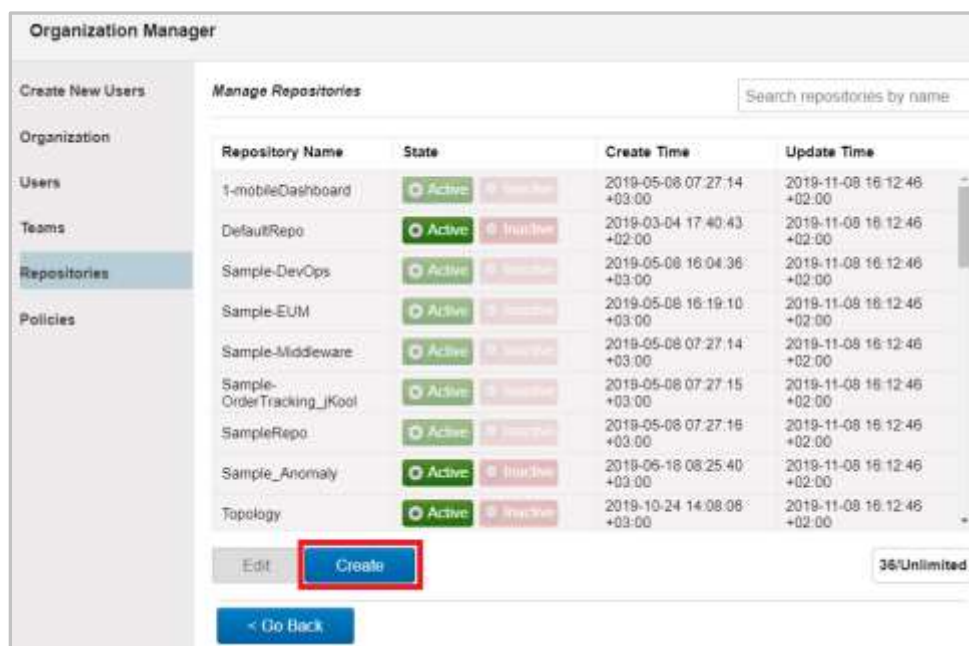 Organization Manager
Create New Users
Organization
Users
Teams
Repositories
Policies
Manage Repositories
Search repositories by name
Repository Name State Create Time Update Time
1-mobileDashboard Active Inactive 2019-05-08 07:27:14 +03:00 2019-11-08 16:12:46 +02:00
DefaultRepo Active Inactive 2019-03-04 17:40:43 +02:00 2019-11-08 16:12:46 +02:00
Sample-DevOps Active Inactive 2019-05-08 16:04:36 +03:00 2019-11-08 16:12:46 +02:00
Sample-EUM Active Inactive 2019-05-08 16:19:10 +03:00 2019-11-08 16:12:46 +02:00
Sample-Middleware Active Inactive 2019-05-08 07:27:14 +03:00 2019-11-08 16:12:46 +02:00
Sample-OrderTracking_jKool Active Inactive 2019-05-08 07:27:15 +03:00 2019-11-08 16:12:46 +02:00
SampleRepo Active Inactive 2019-05-08 07:27:16 +03:00 2019-11-08 16:12:46 +02:00
Sample_Anomaly Active Inactive 2019-06-18 08:25:40 +03:00 2019-11-08 16:12:46 +02:00
Topology Active Inactive 2019-10-24 14:08:06 +03:00 2019-11-08 16:12:46 +02:00
Edit Create 36/Unlimited
< Go Back